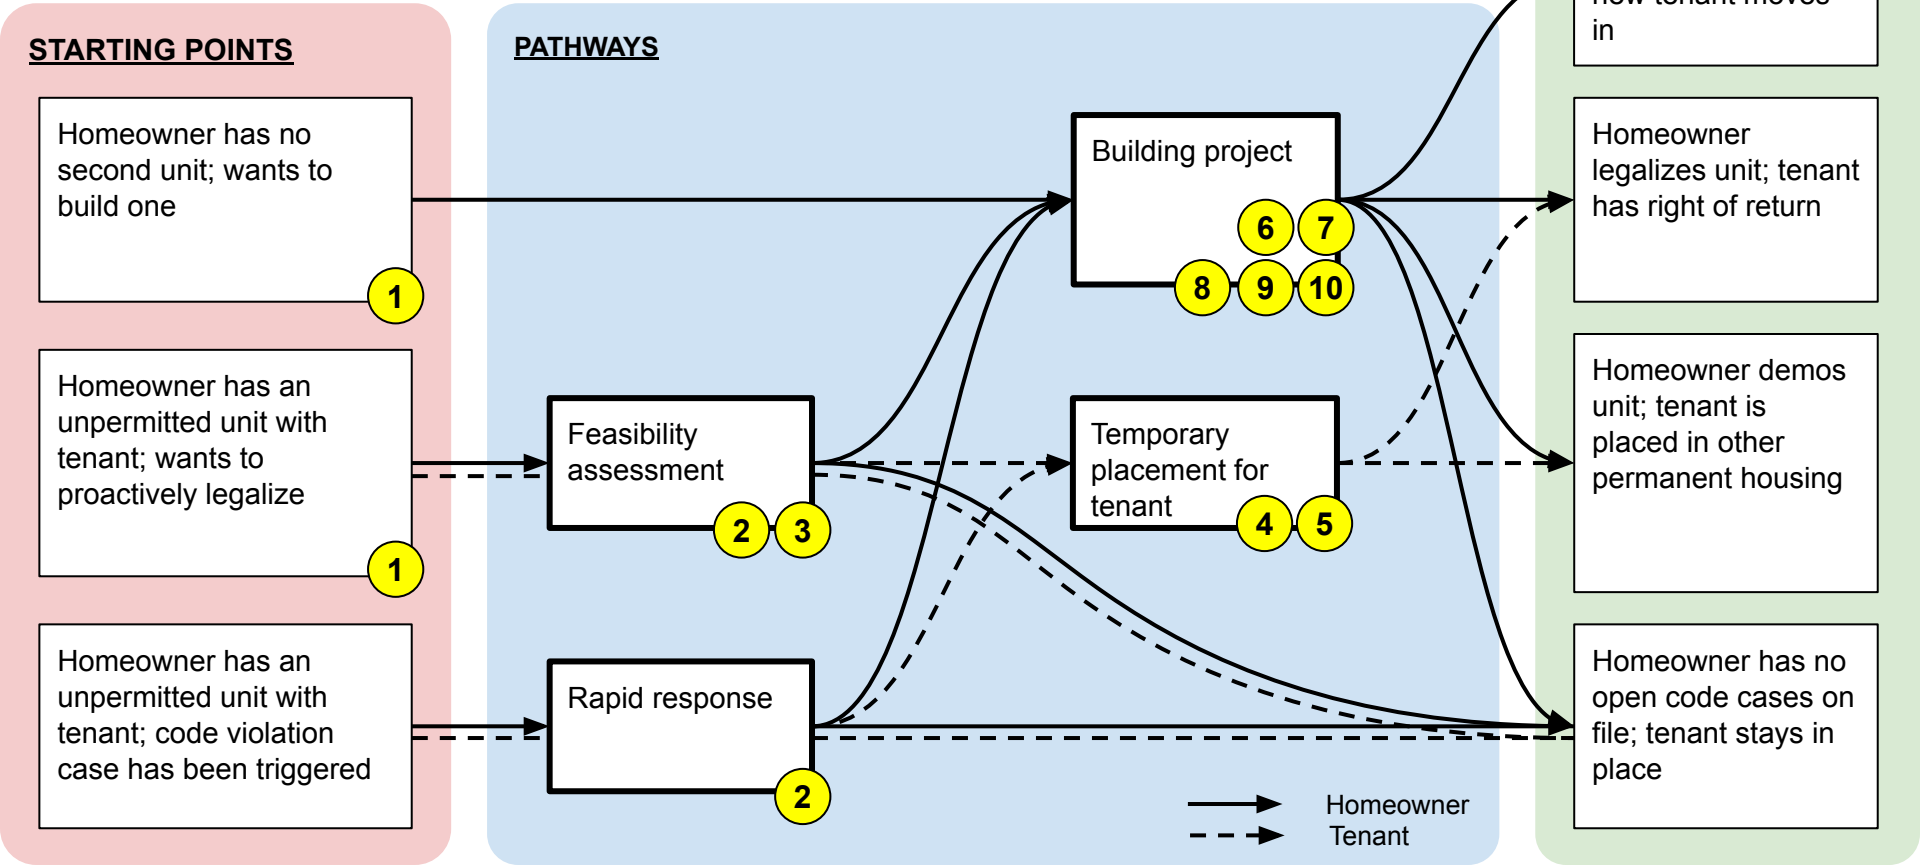 STARTING POINTS
Homeowner has no
second unit; wants to
build one
1
Homeowner has an
unpermitted unit with
tenant; wants to
proactively legalize
1
Homeowner has an
unpermitted unit with
tenant; code violation
case has been triggered
PATHWAYS
Building project
6
7
8
9
10
Feasibility
assessment
2
3
Temporary
placement for
tenant
4
5
Rapid response
2
Homeowner
Tenant
new tenant moves
in
Homeowner
legalizes unit; tenant
has right of return
Homeowner demos
unit; tenant is
placed in other
permanent housing
Homeowner has no
open code cases on
file; tenant stays in
place